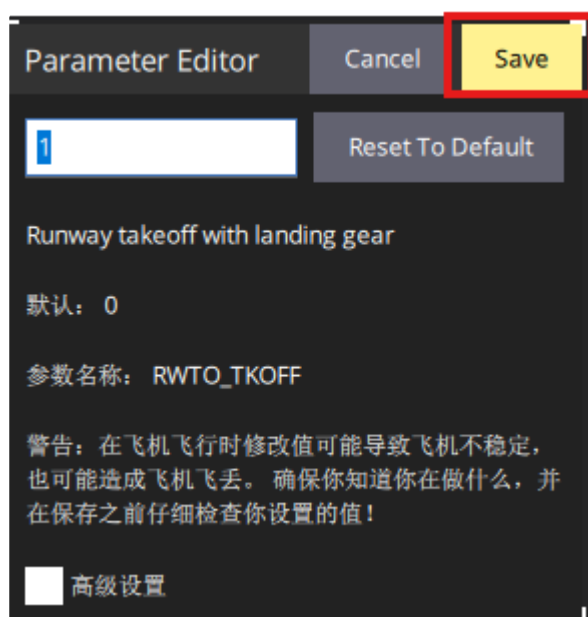 Parameter Editor Cancel Save
1 Reset To Default
Runway takeoff with landing gear
默认： 0
参数名称： RWTO_TKOFF
警告：在飞机飞行时修改值可能导致飞机不稳定，
也可能造成飞机飞丢。 确保你知道你在做什么，并
在保存之前仔细检查你设置的值！
高级设置